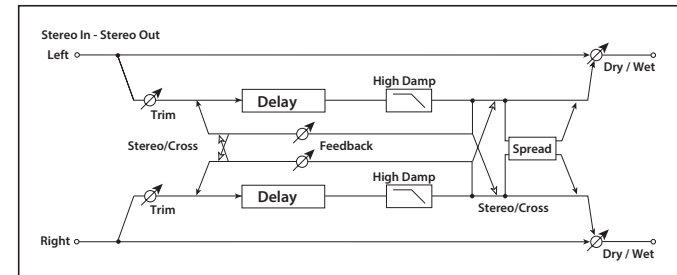 Stereo In - Stereo Out
Left
Dry / Wet
High Damp
Delay
Trim
Stereo/Cross
Feedback
Spread
High Damp
Delay
Trim
Stereo/Cross
Right
Dry / Wet